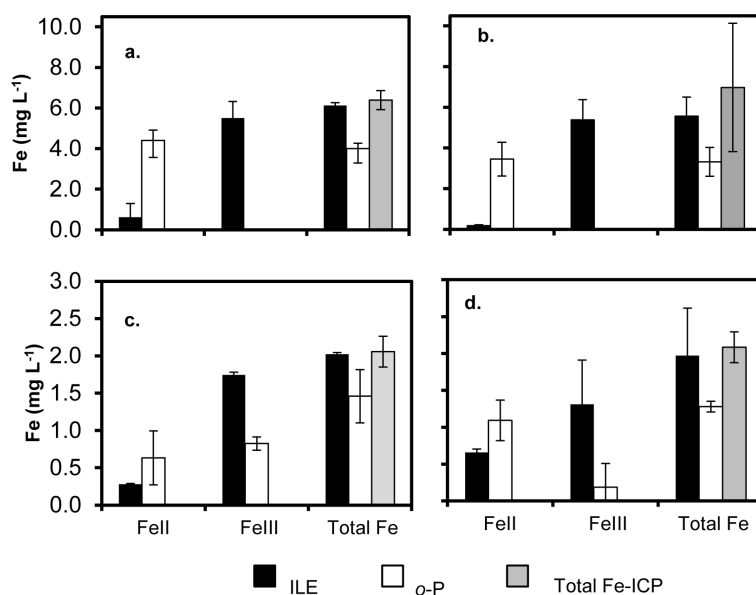 a.
b.
Fe (mg L-1)
10.0
8.0
6.0
4.0
2.0
0.0
c.
d.
Fe (mg L-1)
3.0
2.5
2.0
1.5
1.0
0.5
0.0
FeII FeIII Total Fe
FeII FeIII Total Fe
ILE o-P Total Fe-ICP